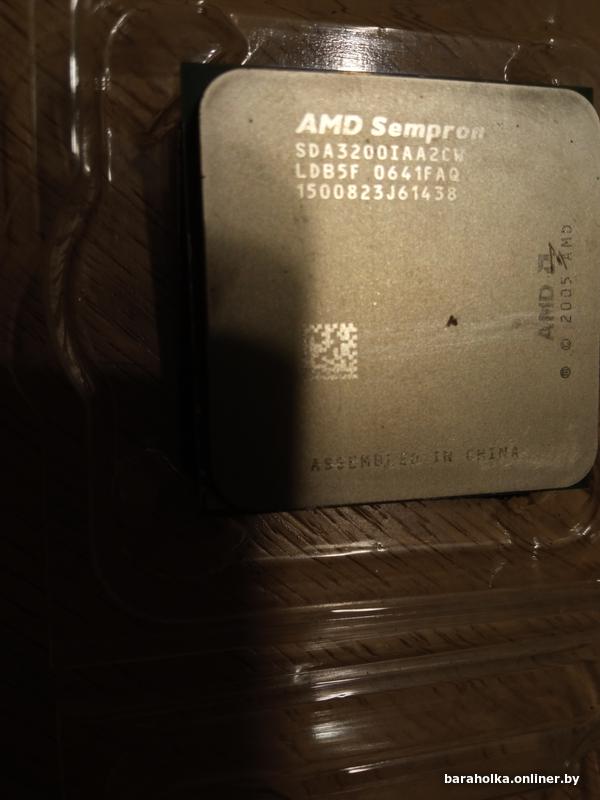 AMD Sempron
SDA3200IAA2CW
LDB5F 0641FAQ
1500823J61438
AMD
® © 2005 AMD
ASSEMBLED IN CHINA
baraholka.onliner.by